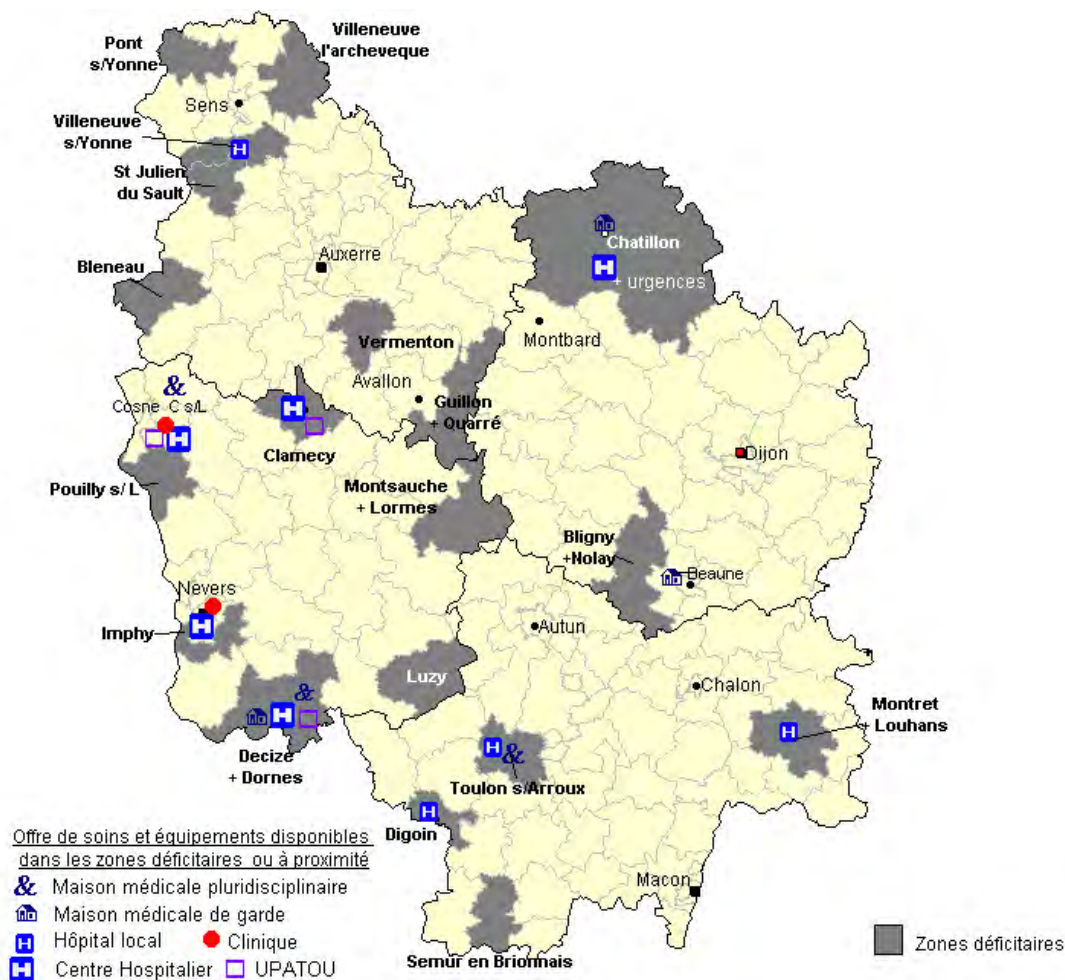 Villeneuve
l'archeveque
Pont
s/Yonne
Sens
Villeneuve
s/Yonne
H
St Julien
du Sault
Chatillon
H
+ urgences
Auxerre
Bleneau
Montbard
Vermenton
Avallon
Guillon
+ Quarré
&
Cosne C s/L
H
H
Clamecy
Dijon
Pouilly s/ L
Montsauche
+ Lormes
Bligny
+Nolay
Beaune
Nevers
H
Imphy
Autun
Luzy
Chalon
Montret
+ Louhans
H
&
H
Decize
+ Dornes
H
&
Toulon s/Arroux
H
Digoin
Macon
Semur en Brionnais
Offre de soins et équipements disponibles
dans les zones déficitaires ou à proximité
& Maison médicale pluridisciplinaire
Maison médicale de garde
H Hôpital local Clinique
H Centre Hospitalier UPATOU
Zones déficitaires